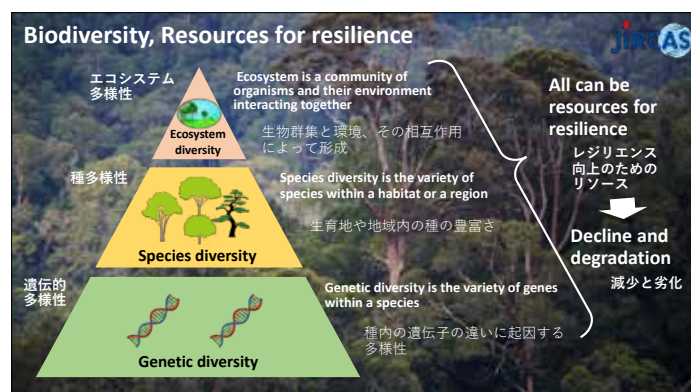 Biodiversity, Resources for resilience
JIRCAS
エコシステム
多様性
Ecosystem
diversity
Ecosystem is a community of
organisms and their environment
interacting together
生物群集と環境、その相互作用
によって形成
種多様性
Species diversity
Species diversity is the variety of
species within a habitat or a region
生育地や地域内の種の豊富さ
遺伝的
多様性
Genetic diversity
Genetic diversity is the variety of genes
within a species
種内の遺伝子の違いに起因する
多様性
All can be
resources for
resilience
レジリエンス
向上のための
リソース
Decline and
degradation
減少と劣化